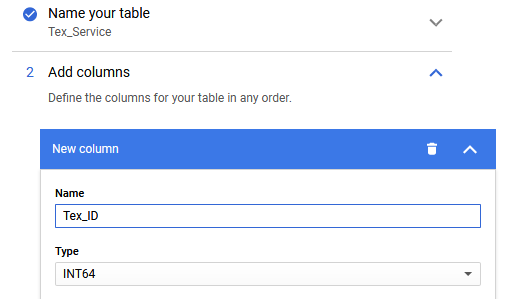 Name your table
Tex_Service
2 Add columns
Define the columns for your table in any order.
New column
Name
Tex_ID
Type
INT64